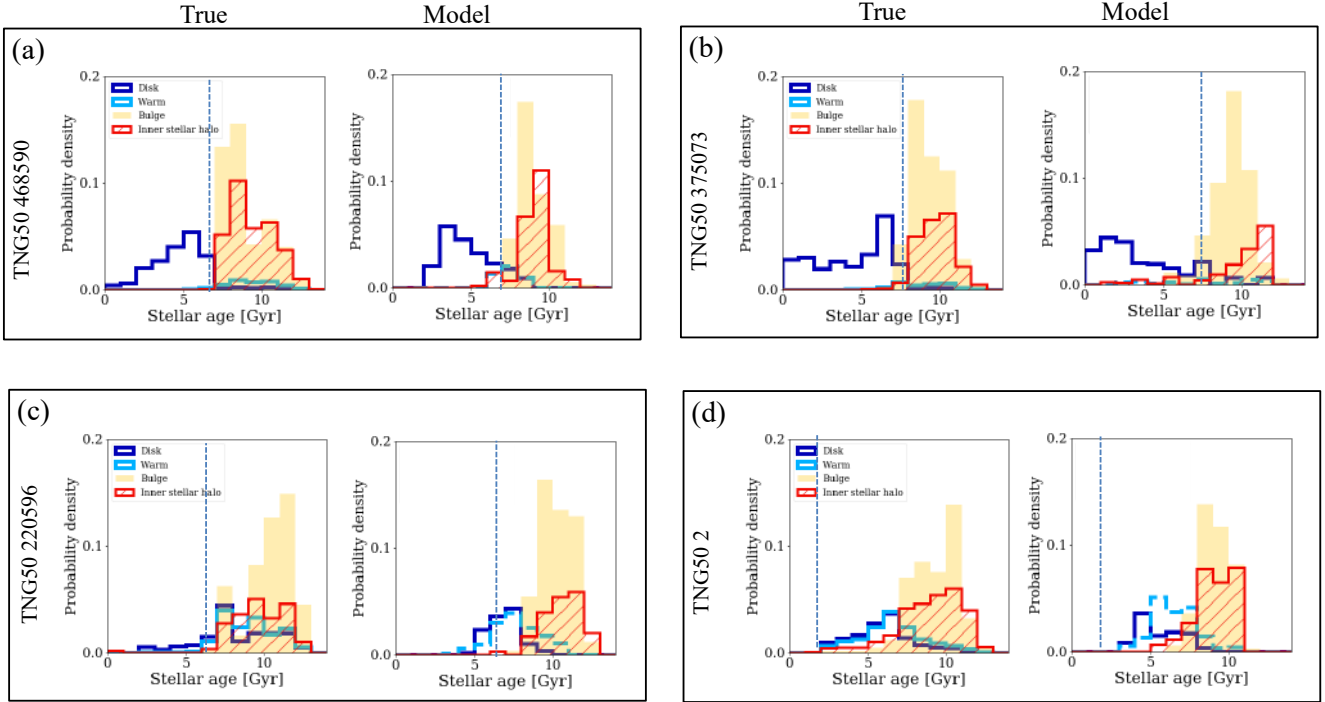 True Model
(a)
TNG50 468590
Probability density
0.2
0.1
0.0
Disk
Warm
Bulge
Inner stellar halo
0 5 10
Stellar age [Gyr]
Probability density
0.2
0.1
0.0
0 5 10
Stellar age [Gyr]
True Model
(b)
TNG50 375073
Probability density
0.2
0.1
0.0
Disk
Warm
Bulge
Inner stellar halo
0 5 10
Stellar age [Gyr]
Probability density
0.2
0.1
0.0
0 5 10
Stellar age [Gyr]
(c)
TNG50 220596
Probability density
0.2
0.1
0.0
Disk
Warm
Bulge
Inner stellar halo
0 5 10
Stellar age [Gyr]
Probability density
0.2
0.1
0.0
0 5 10
Stellar age [Gyr]
(d)
TNG50 2
Probability density
0.2
0.1
0.0
Disk
Warm
Bulge
Inner stellar halo
0 5 10
Stellar age [Gyr]
Probability density
0.2
0.1
0.0
0 5 10
Stellar age [Gyr]